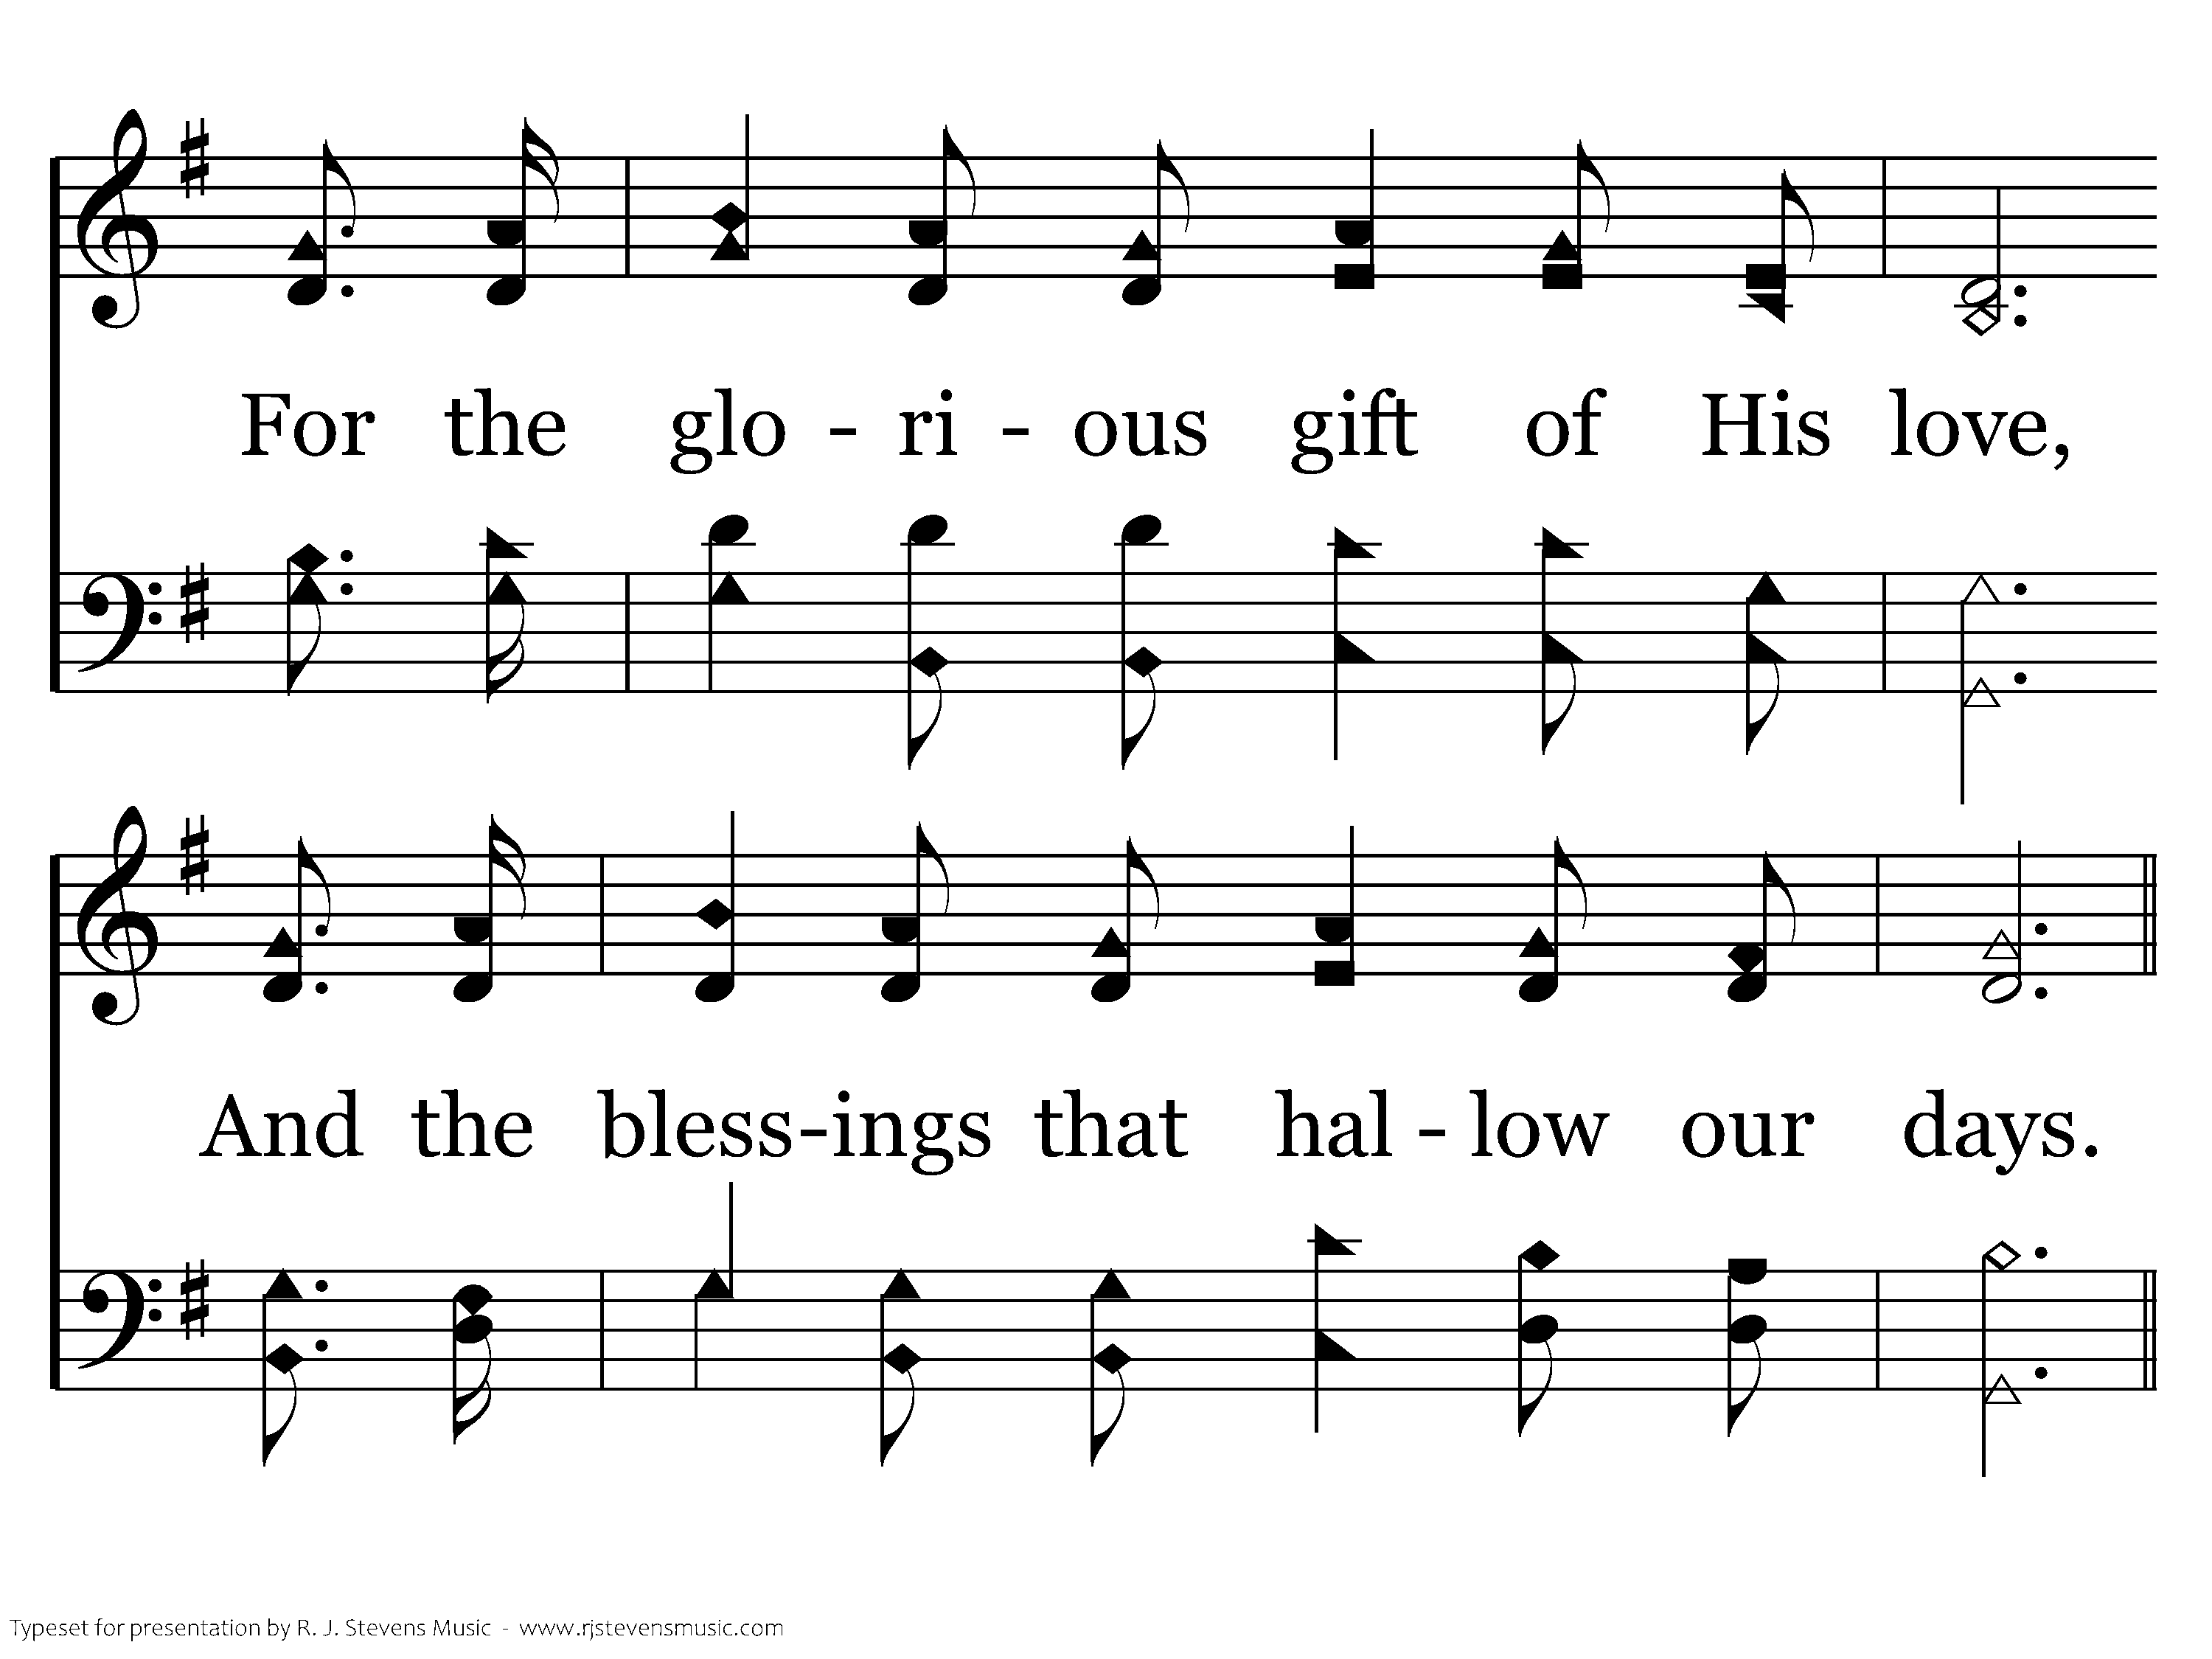 For the glo - ri - ous gift of His love,
And the bless-ings that hal - low our days.
Typeset for presentation by R. J. Stevens Music - www.rjstevensmusic.com